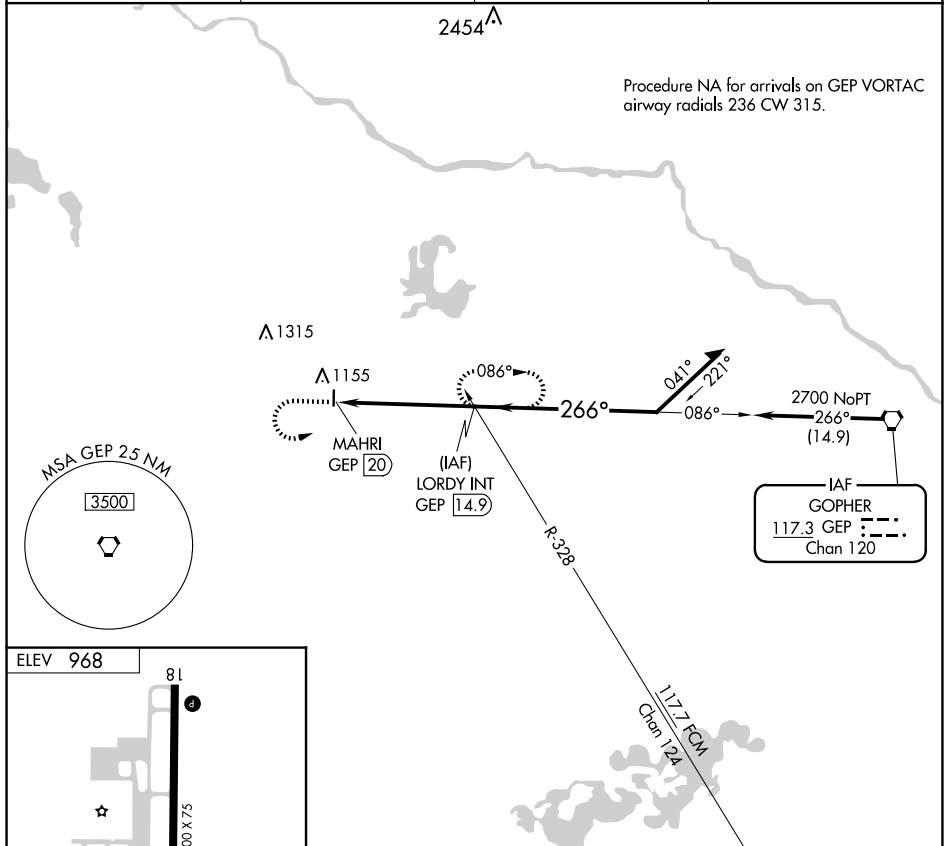 2454
Procedure NA for arrivals on GEP VORTAC
airway radials 236 CW 315.
1315
1155
086°
041°
221°
2700 NoPT
266°
086°
266°
(14.9)
MAHRI
GEP 20
(IAF)
LORDY INT
GEP 14.9
IAF
GOPHER
117.3 GEP
Chan 120
MSA GEP 25 NM
3500
R-328
117.7 FCM
Chan 124
ELEV 968
18
P
00 X 75